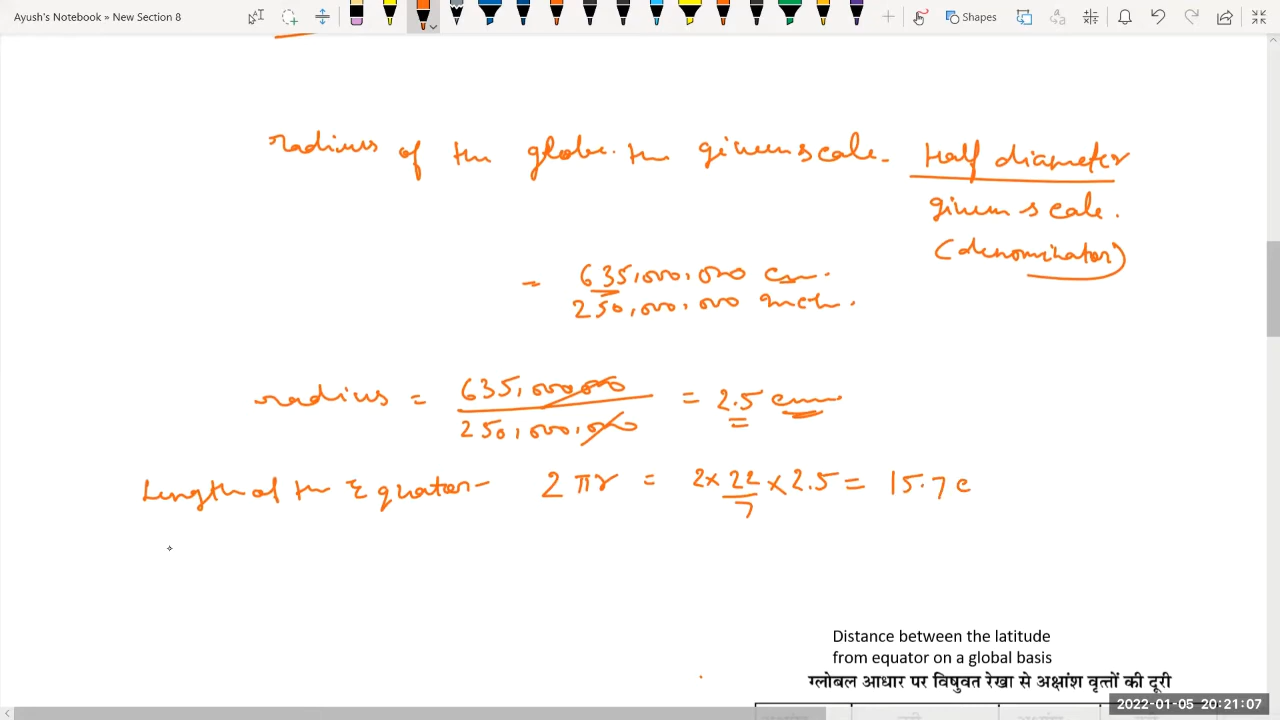 Ayush's Notebook » New Section 8
Shapes
radius of the globe. the given scale - Half diameter
given scale.
(denominator)
= 635,000,000 cm.
250,000,000 inch.
radius = 635,000,000 / 250,000,000 = 2.5 cm
Length of the Equator - 2πr = 2 x 22/7 x 2.5 = 15.7 c
Distance between the latitude
from equator on a global basis
ग्लोबल आधार पर विषुवत रेखा से अक्षांश वृत्तों की दूरी
2022-01-05 20:21:07